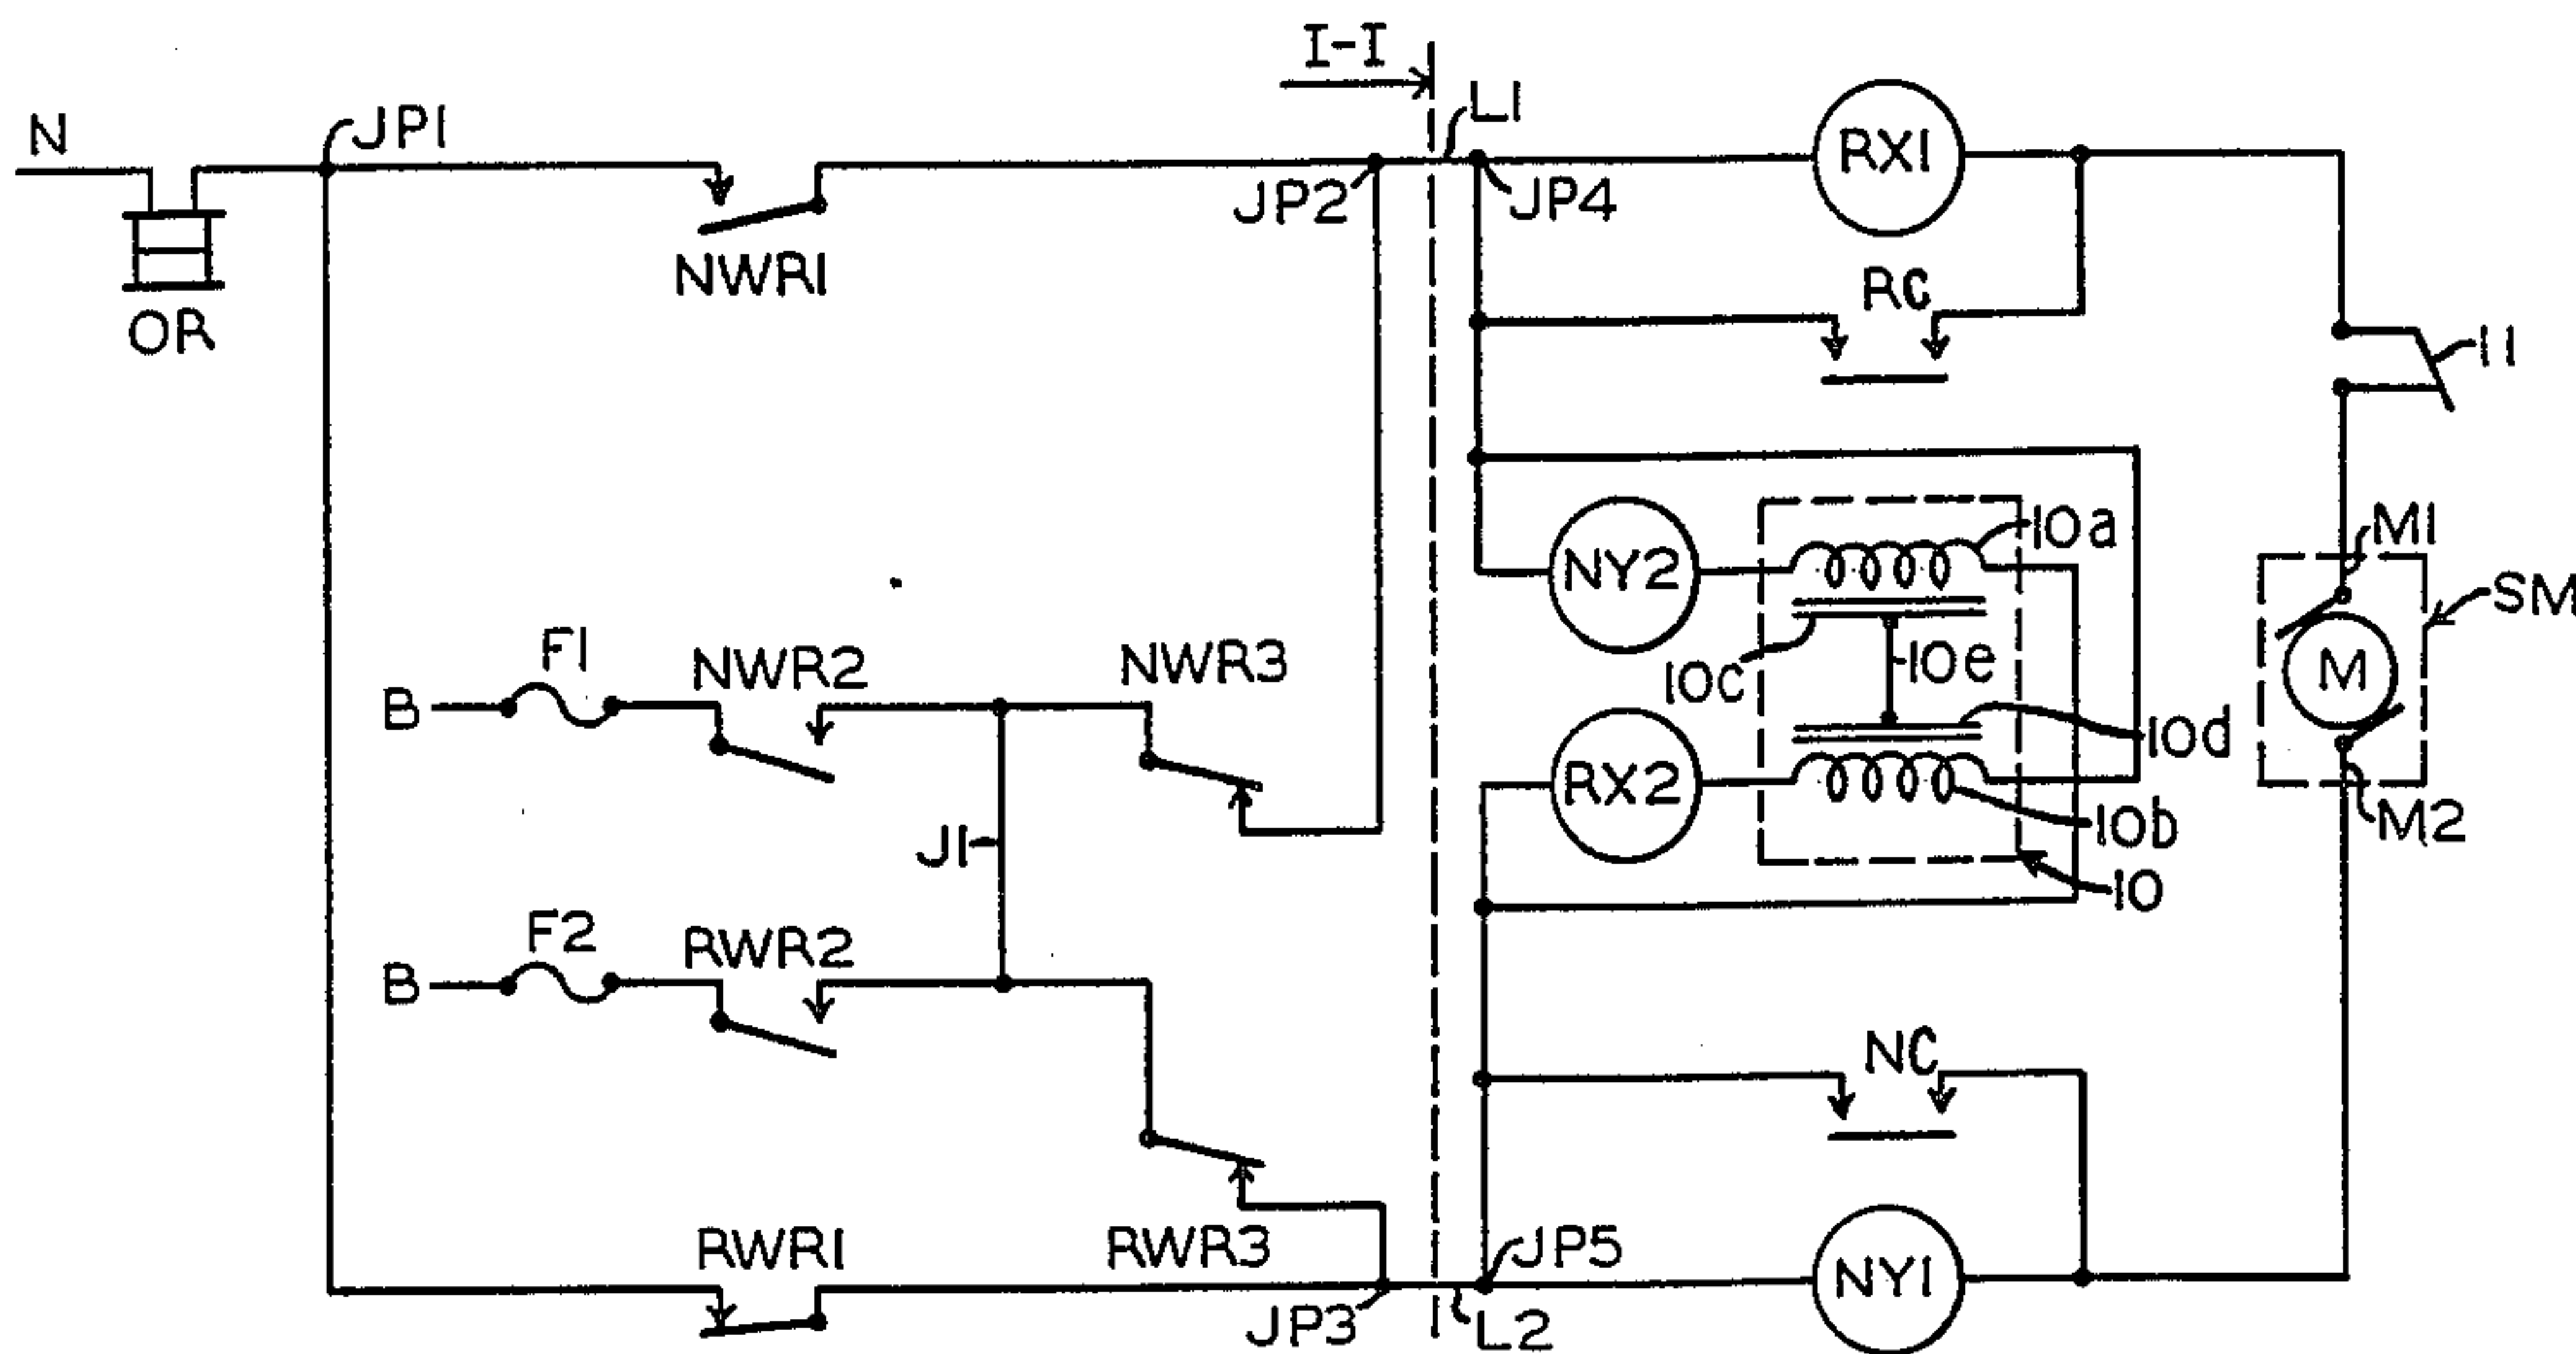 I-I
N
JP1
L1
RX1
JP2
JP4
NWR1
RC
OR
11
10a
M1
NY2
SM
F1
NWR2
NWR3
10c
10e
M
B
10d
RX2
M2
J1
10b
10
F2
RWR2
B
NC
RWR1
RWR3
JP5
NY1
JP3
L2